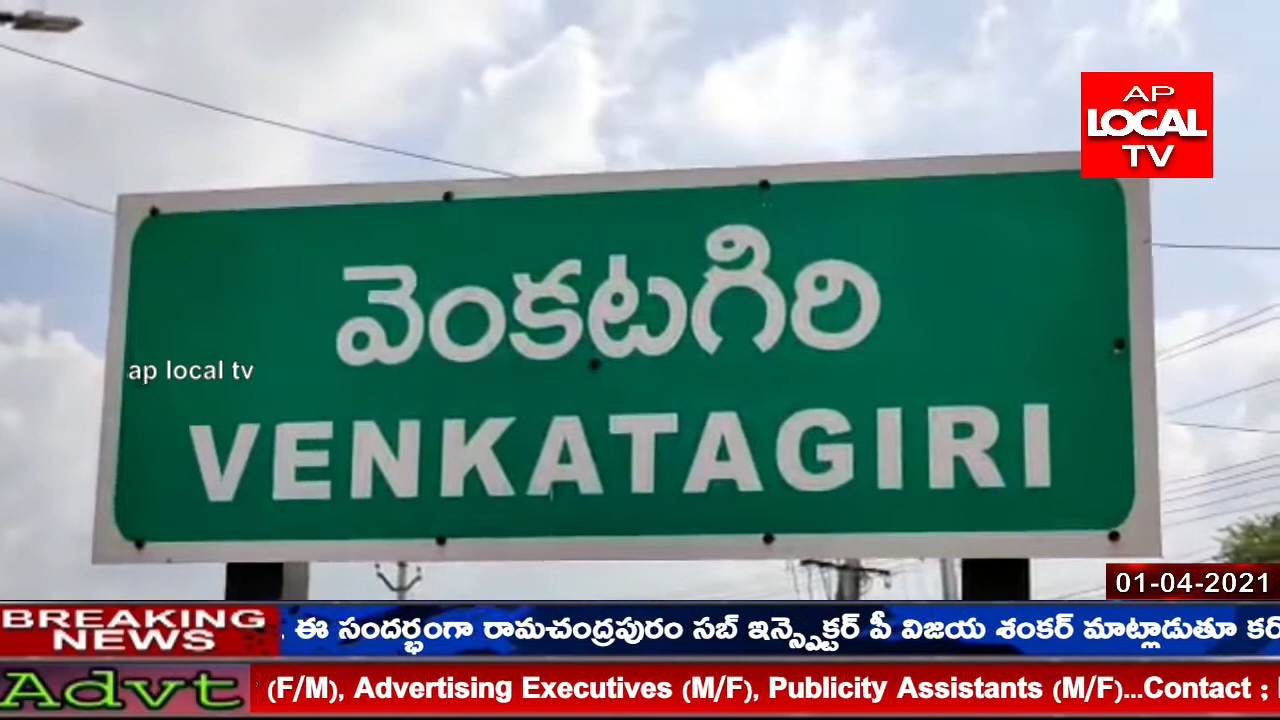 AP
LOCAL
TV
వెంకటగిరి
ap local tv
VENKATAGIRI
01-04-2021
BREAKING
NEWS
. ఈ సందర్భంగా రామచంద్రపురం సబ్ ఇన్స్పెక్టర్ పీ విజయ శంకర్ మాట్లాడుతూ
Advt
(F/M), Advertising Executives (M/F), Publicity Assistants (M/F)...Contact ;